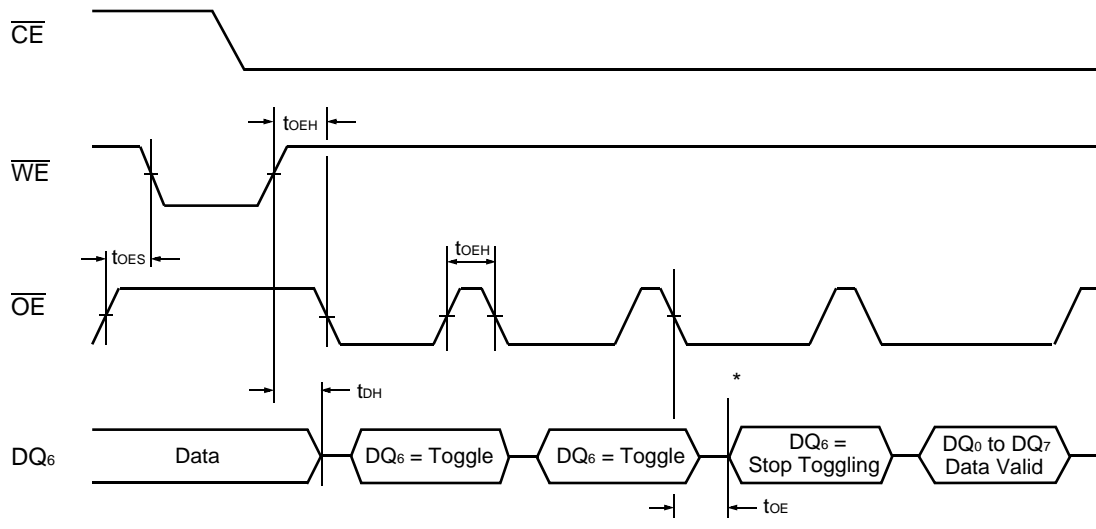 CE
tOEH
WE
tOES
tOEH
OE
tDH
*
DQ6
Data
DQ6 = Toggle
DQ6 = Toggle
DQ6 =
Stop Toggling
DQ0 to DQ7
Data Valid
tOE